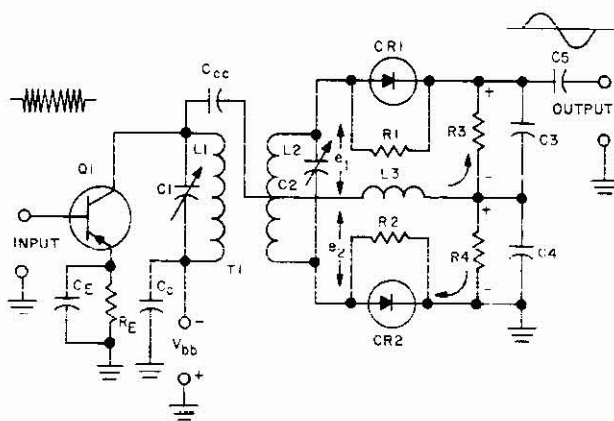 CR1
C5
CCC
OUTPUT
R1
R3
C3
Q1
L1
L2
e1
C1
C2
L3
INPUT
e2
R2
R4
C4
T1
CE
RE
CC
Vbb
CR2
+
-
+
-
-
+